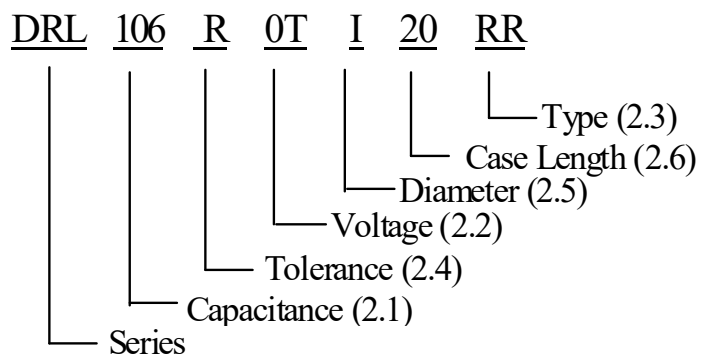 DRL 106 R 0T I 20 RR
Type (2.3)
Case Length (2.6)
Diameter (2.5)
Voltage (2.2)
Tolerance (2.4)
Capacitance (2.1)
Series